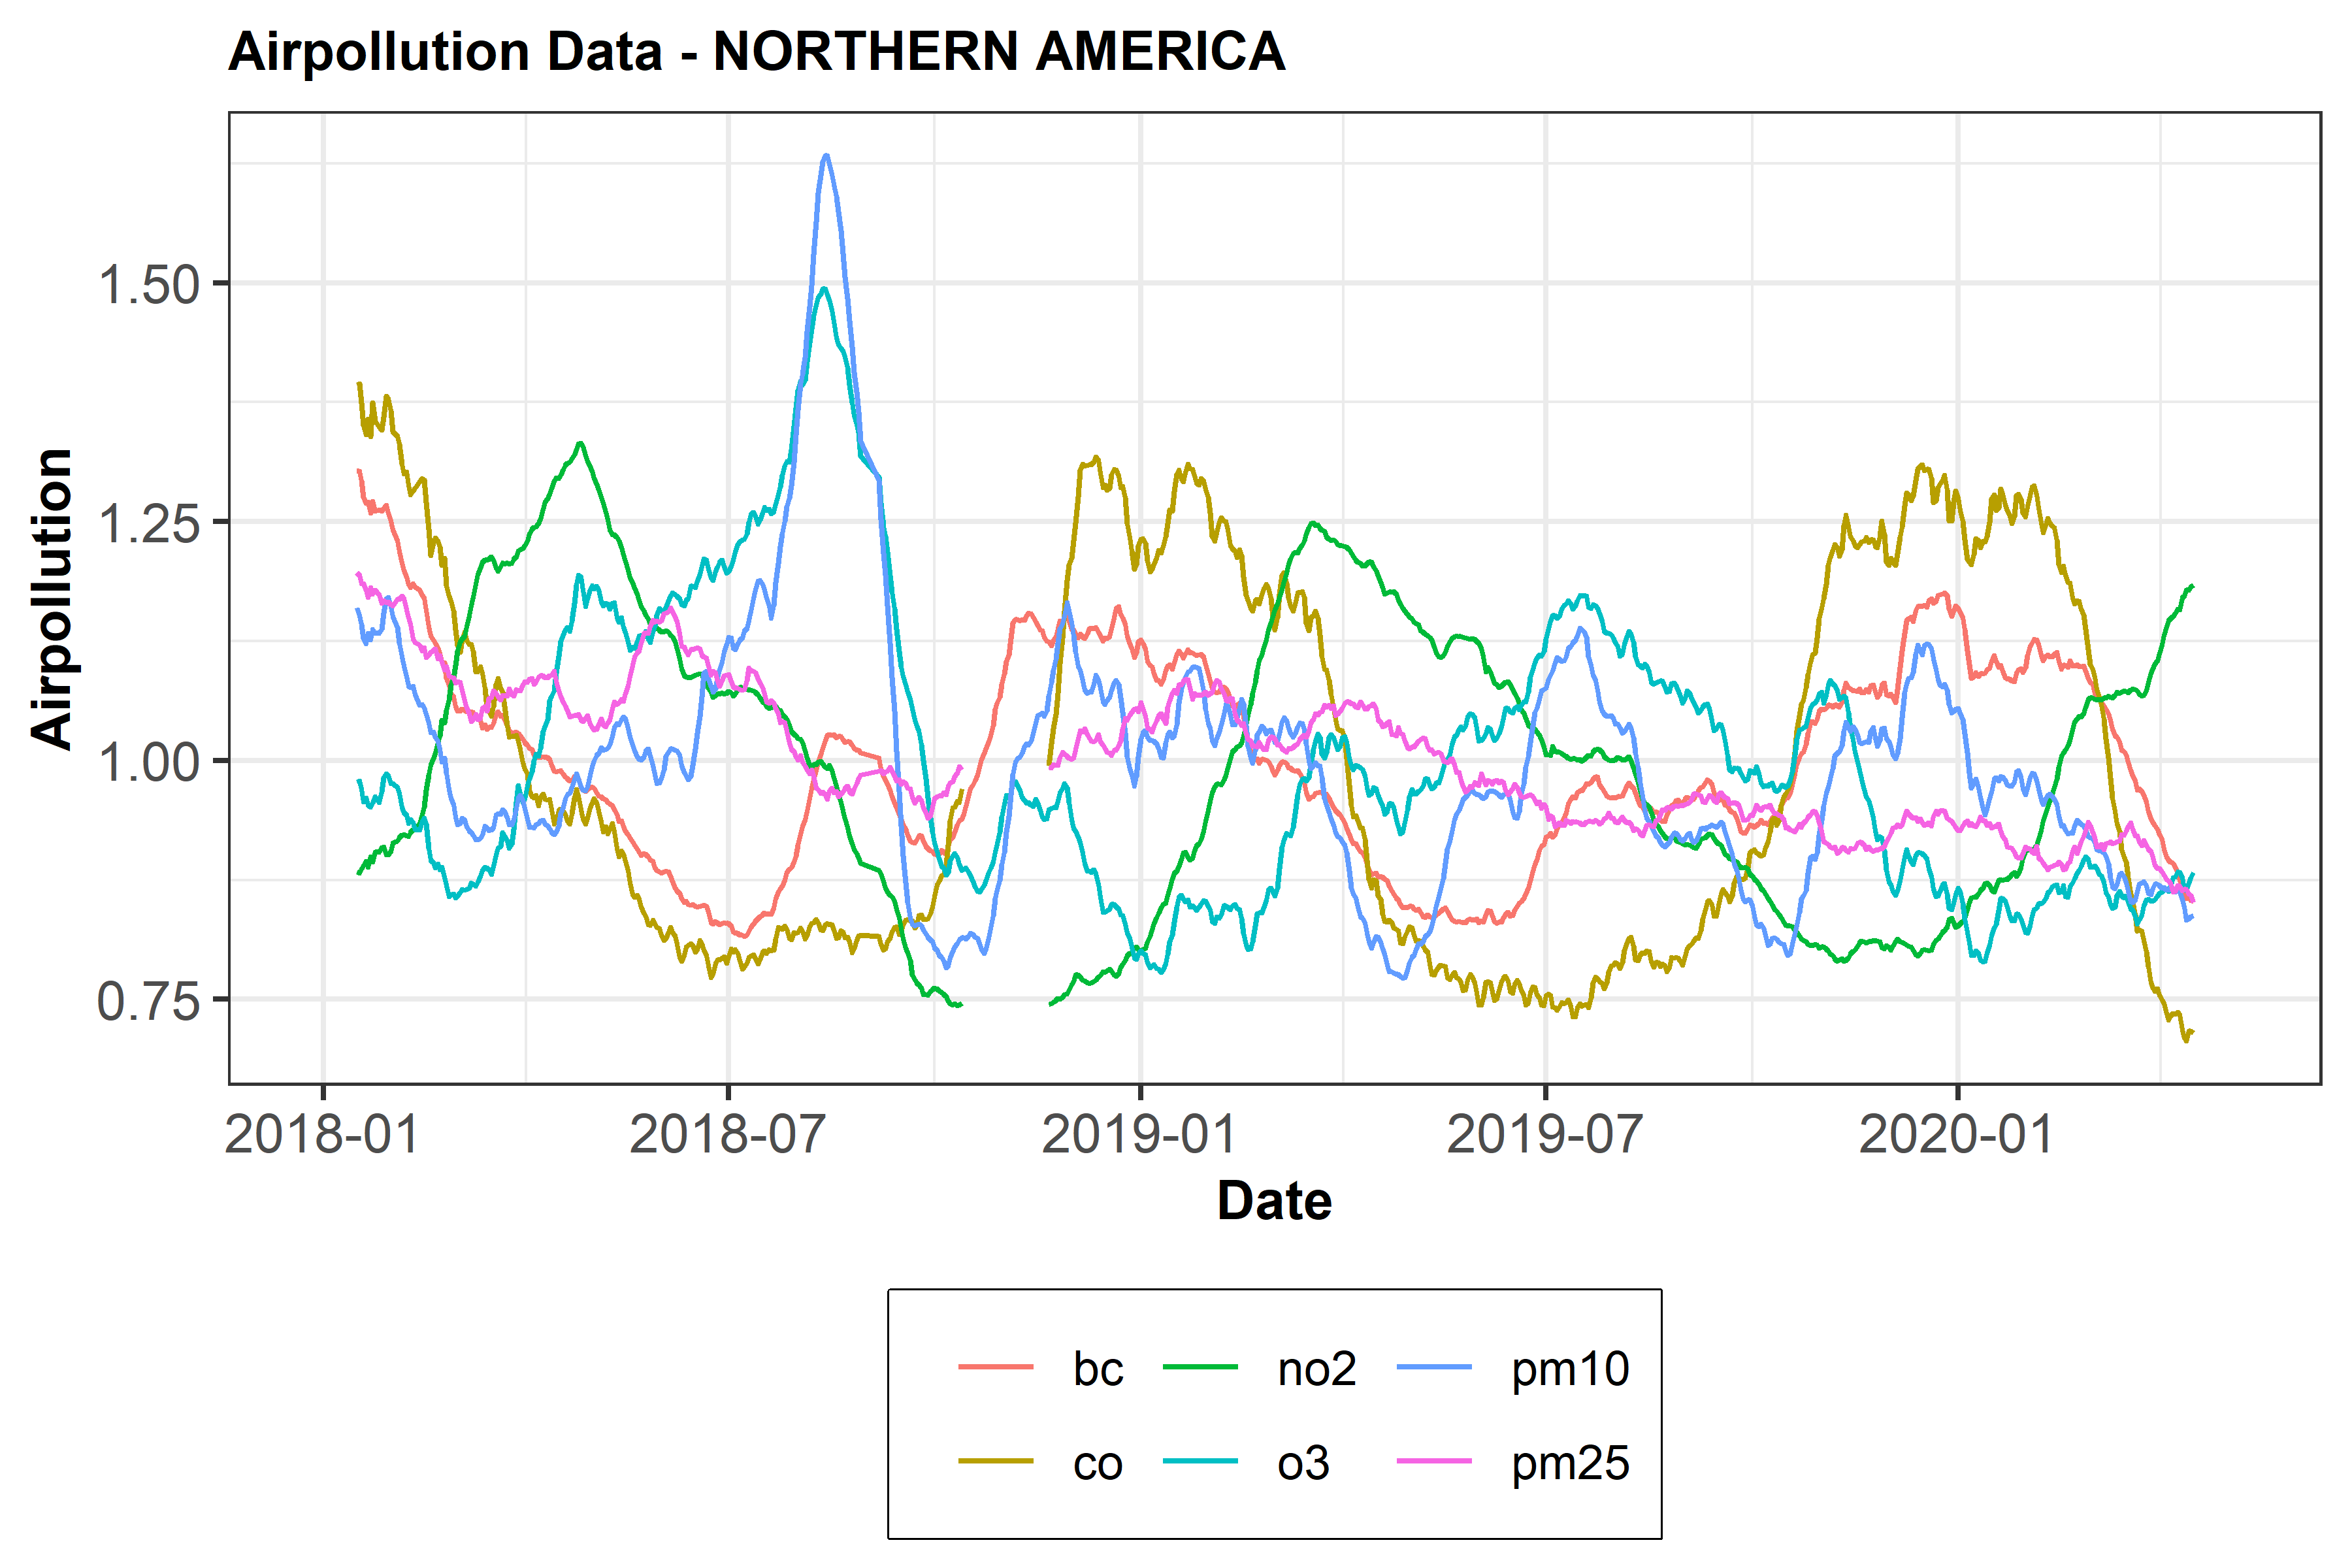 Airpollution Data - NORTHERN AMERICA
Airpollution
1.50
1.25
1.00
0.75
2018-01 2018-07 2019-01 2019-07 2020-01
Date
bc no2 pm10
co o3 pm25